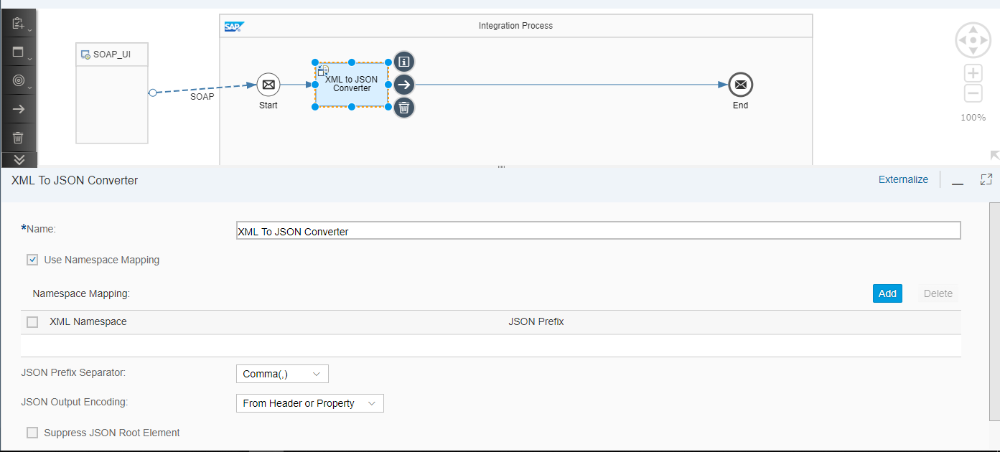 SAP
Integration Process
SOAP_UI
SOAP
Start
XML to JSON
Converter
End
100%
XML To JSON Converter
Externalize
*Name:
XML To JSON Converter
Use Namespace Mapping
Namespace Mapping:
Add
Delete
XML Namespace
JSON Prefix
JSON Prefix Separator:
Comma(,)
JSON Output Encoding:
From Header or Property
Suppress JSON Root Element